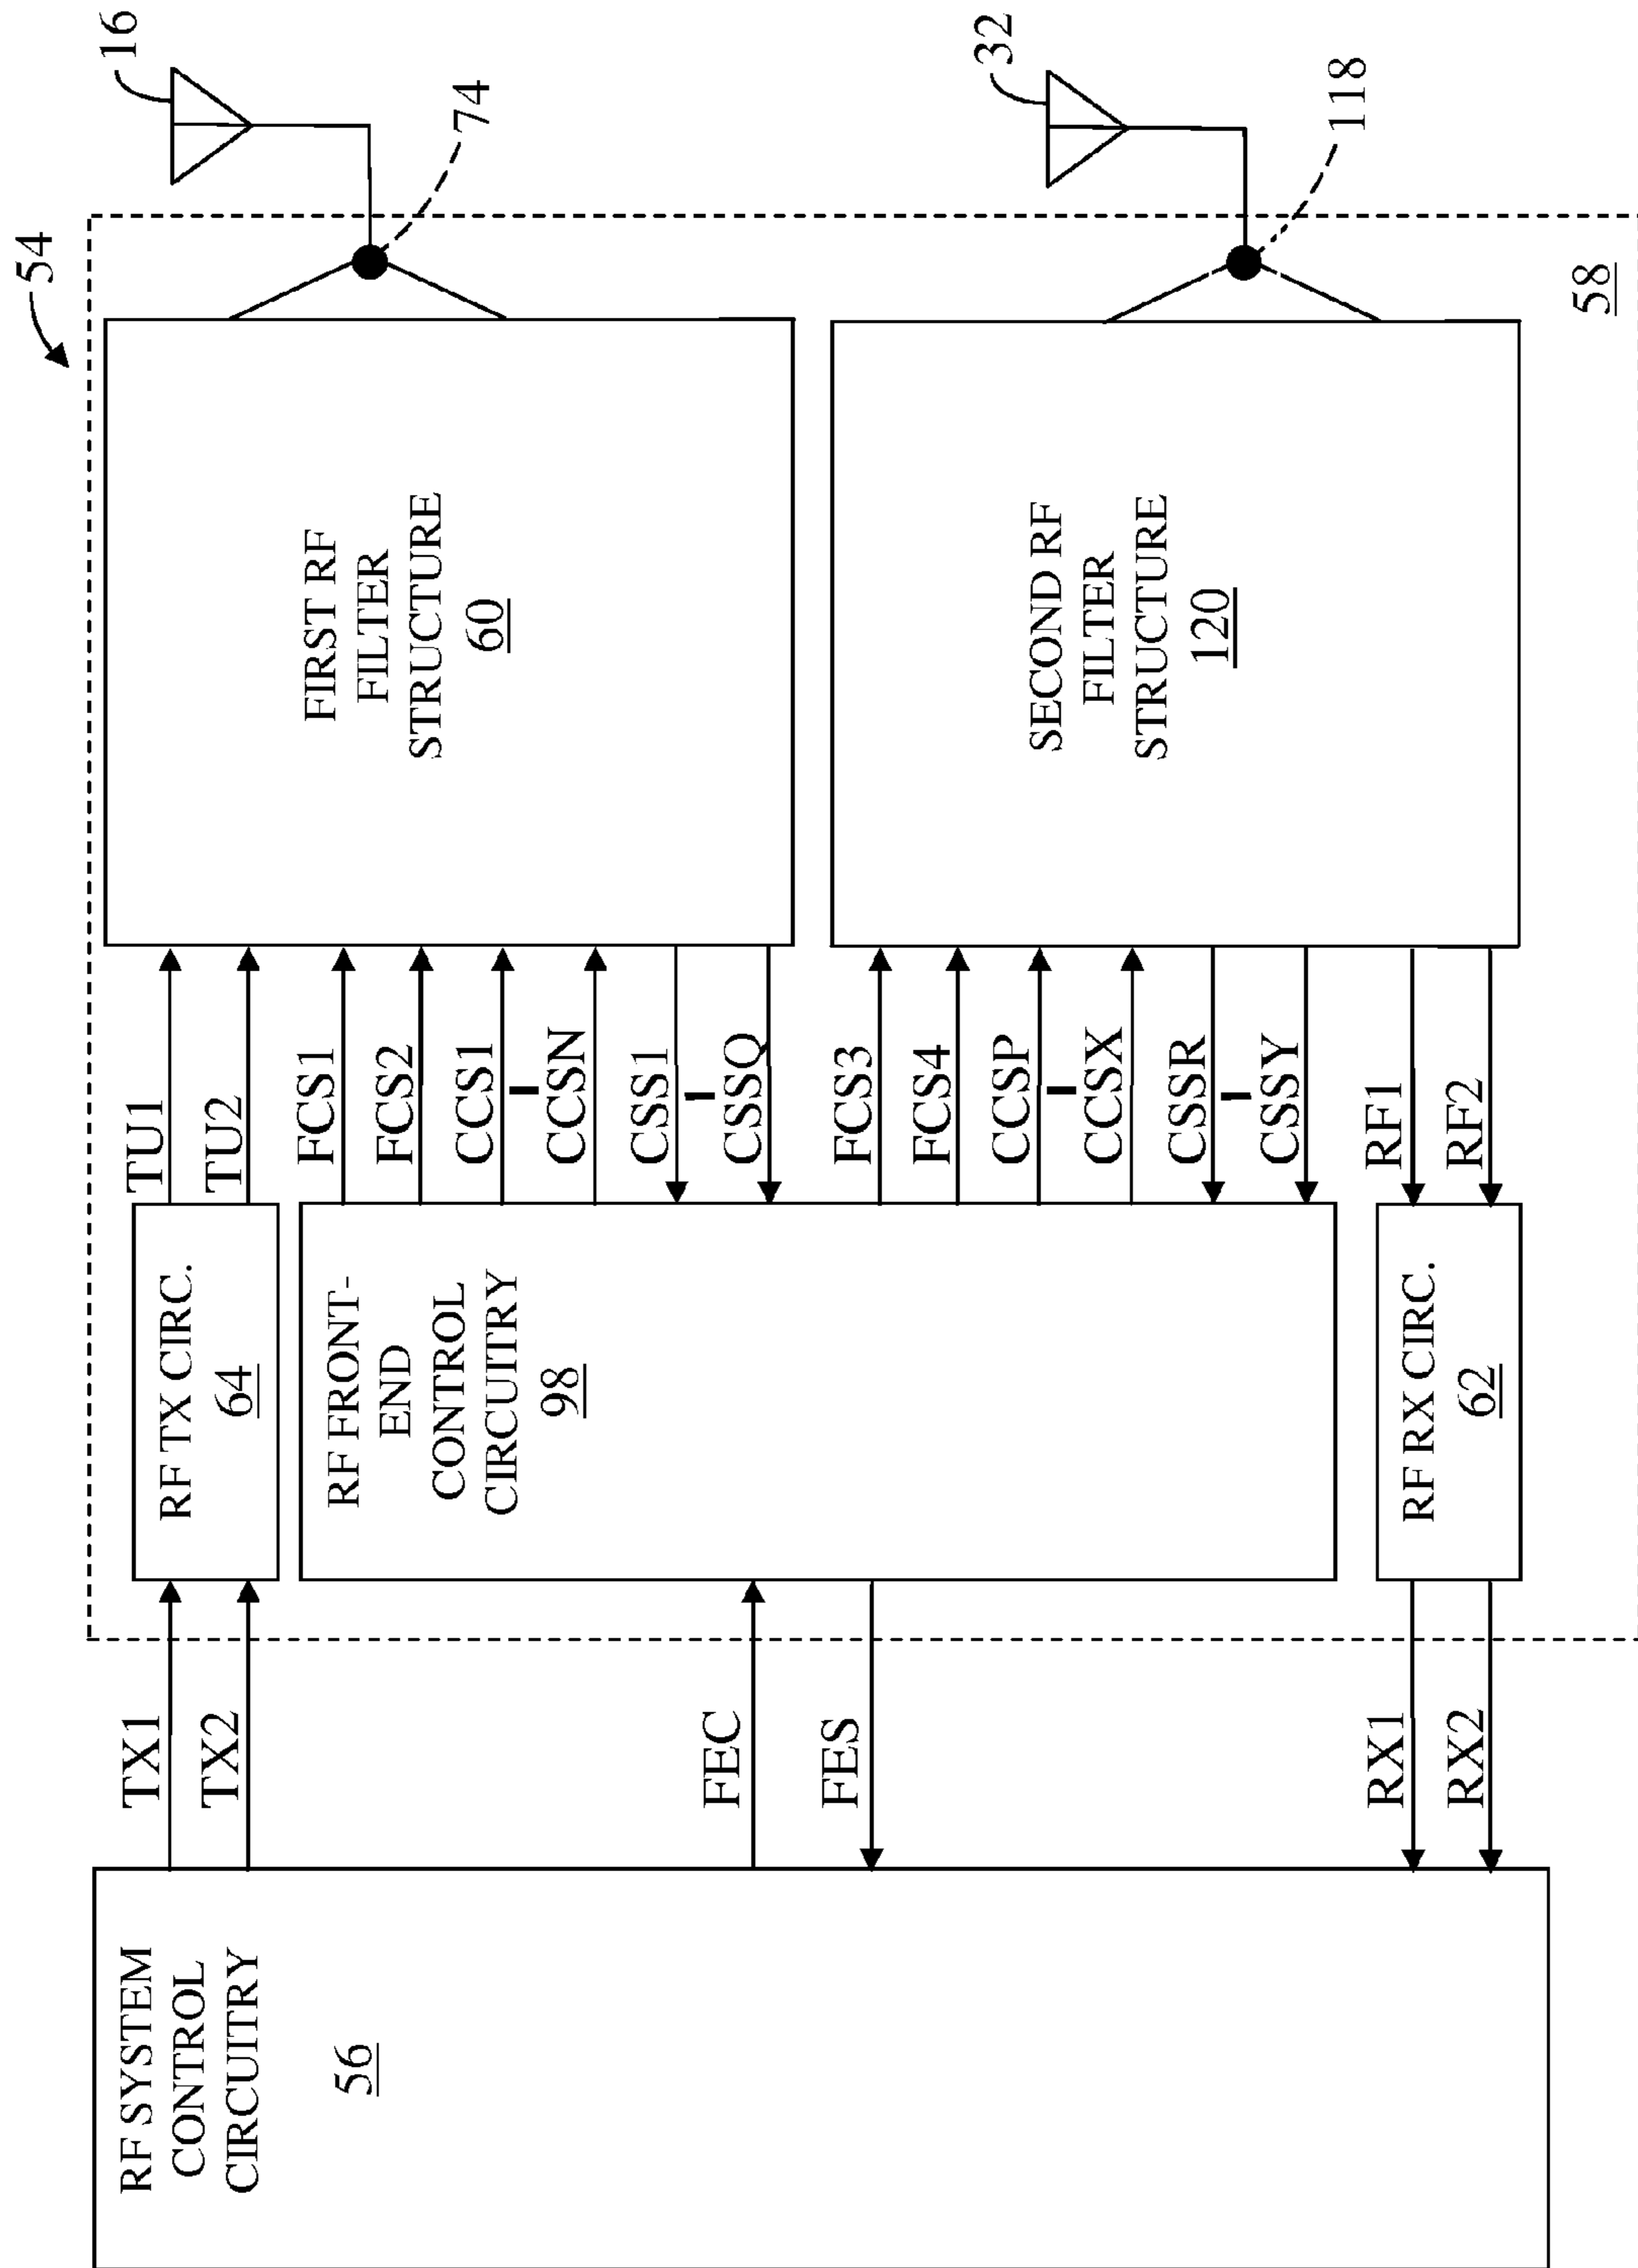 54
16
74
32
118
58
FIRST RF
FILTER
STRUCTURE
60
SECOND RF
FILTER
STRUCTURE
120
TU1
TU2
FCS1
FCS2
CCS1
-
CCSN
CSS1
-
CSSQ
FCS3
FCS4
CCSP
-
CCSX
CSSR
-
CSSY
RF1
RF2
RF TX CIRC.
64
RF FRONT-
END
CONTROL
CIRCUITRY
98
RF RX CIRC.
62
TX1
TX2
FEC
FES
RX1
RX2
RF SYSTEM
CONTROL
CIRCUITRY
56